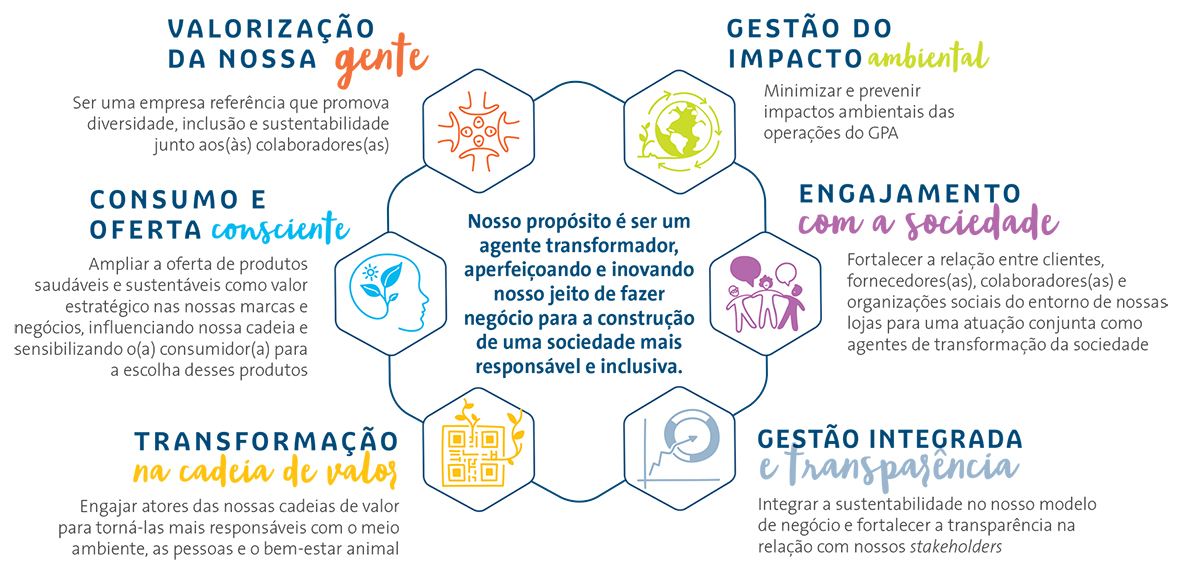 VALORIZAÇÃO
DA NOSSA gente
Ser uma empresa referência que promova
diversidade, inclusão e sustentabilidade
junto aos(às) colaboradores(as)
GESTÃO DO
IMPACTO ambiental
Minimizar e prevenir
impactos ambientais das
operações do GPA
CONSUMO E
OFERTA consciente
Ampliar a oferta de produtos
saudáveis e sustentáveis como valor
estratégico nas nossas marcas e
negócios, influenciando nossa cadeia e
sensibilizando o(a) consumidor(a) para
a escolha desses produtos
Nosso propósito é ser um
agente transformador,
aperfeiçoando e inovando
nosso jeito de fazer
negócio para a construção
de uma sociedade mais
responsável e inclusiva.
ENGAJAMENTO
com a sociedade
Fortalecer a relação entre clientes,
fornecedores(as), colaboradores(as) e
organizações sociais do entorno de nossas
lojas para uma atuação conjunta como
agentes de transformação da sociedade
TRANSFORMAÇÃO
na cadeia de valor
Engajar atores das nossas cadeias de valor
para torná-las mais responsáveis com o meio
ambiente, as pessoas e o bem-estar animal
GESTÃO INTEGRADA
e transparência
Integrar a sustentabilidade no nosso modelo
de negócio e fortalecer a transparência na
relação com nossos stakeholders